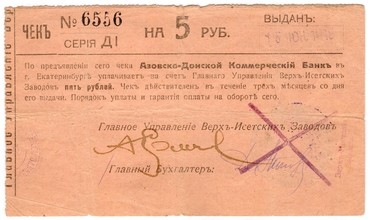 ЧЕКЪ № 6556 НА 5 РУБ. ВЫДАНЪ:
СЕРІЯ ДІ
По предъявленіи сего чека Азовско-Донской Коммерческій Банкъ въ
г. Екатеринбургѣ уплачиваетъ на счетъ Главнаго Управленія Верхъ-Исетскихъ Заводовъ
пять рублей. Чекъ дѣйствителенъ въ теченіе трехъ мѣсяцевъ со дня
его выдачи. Порядокъ уплаты и гарантія оплаты на оборотѣ сего.
Главное Управленіе Верхъ-Исетскихъ Заводовъ
Главный Бухгалтеръ:
Главное Управленіе